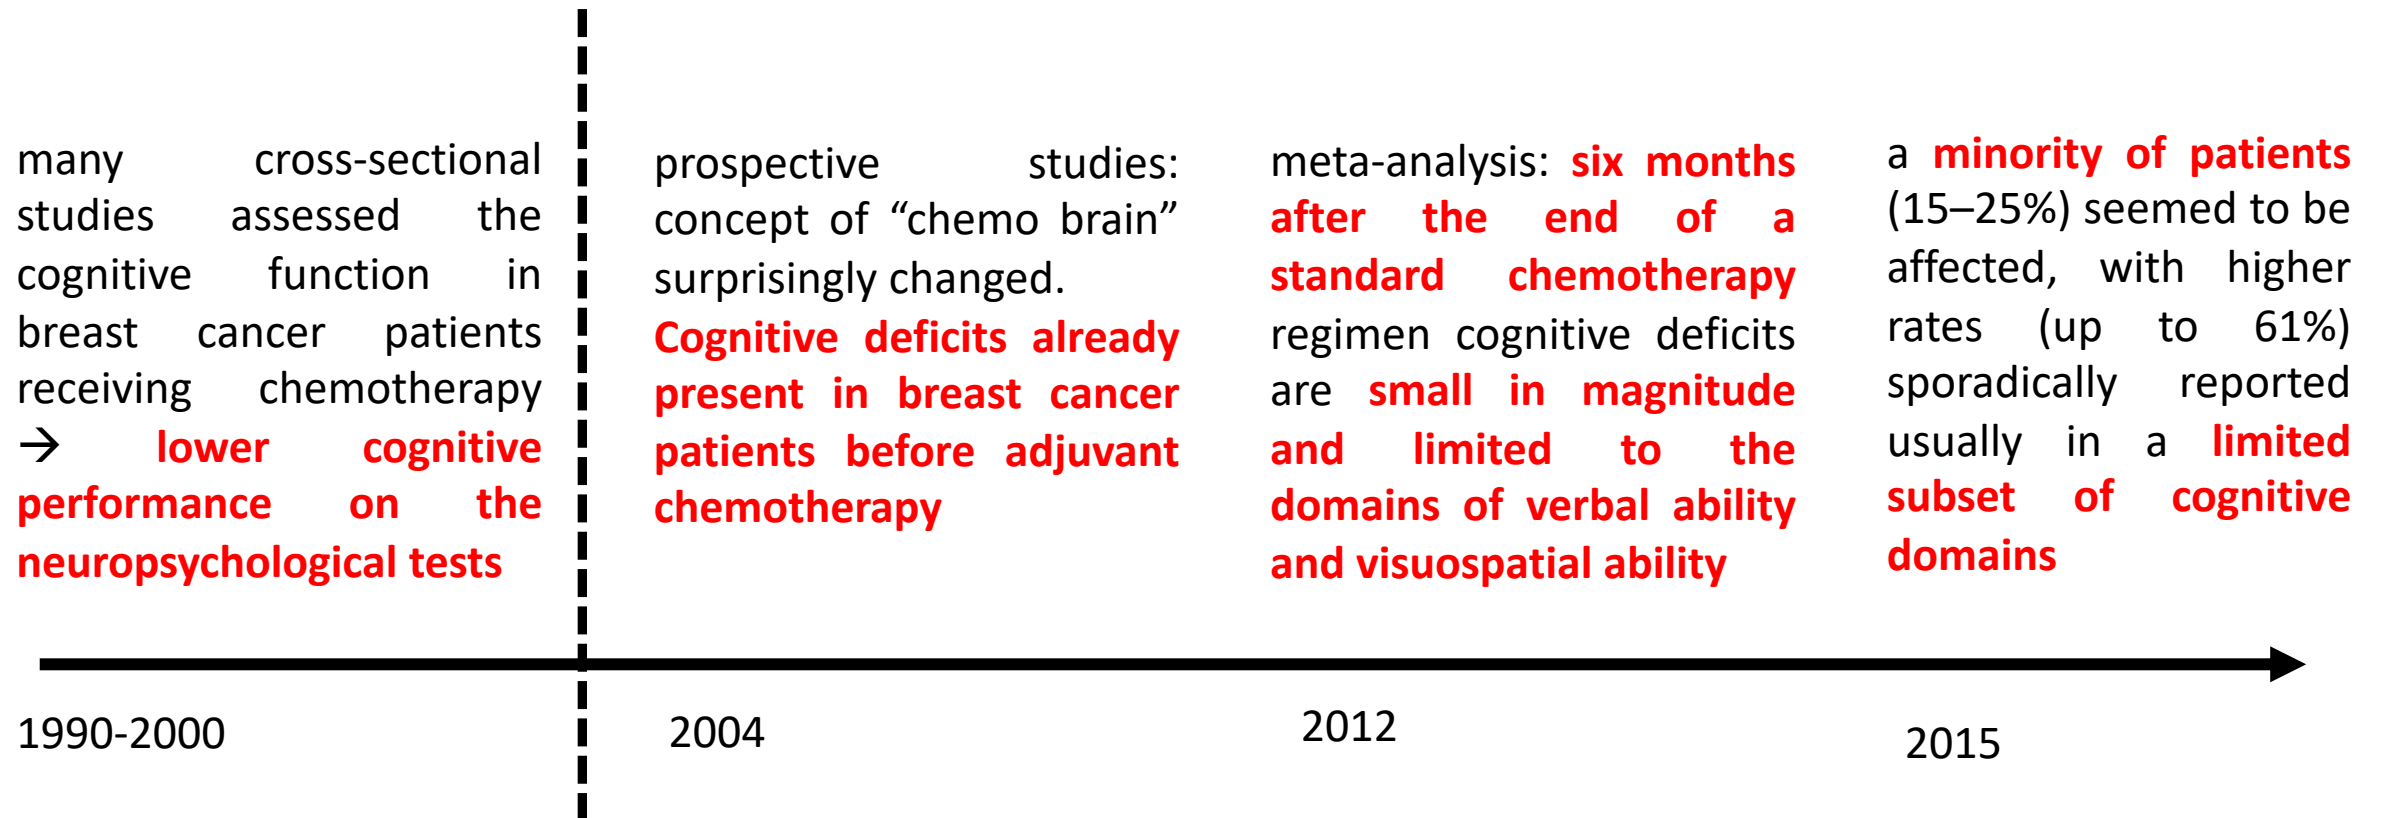 many cross-sectional
studies assessed the
cognitive function in
breast cancer patients
receiving chemotherapy
→ lower cognitive
performance on the
neuropsychological tests
prospective studies:
concept of “chemo brain”
surprisingly changed.
Cognitive deficits already
present in breast cancer
patients before adjuvant
chemotherapy
meta-analysis: six months
after the end of a
standard chemotherapy
regimen cognitive deficits
are small in magnitude
and limited to the
domains of verbal ability
and visuospatial ability
a minority of patients
(15–25%) seemed to be
affected, with higher
rates (up to 61%)
sporadically reported
usually in a limited
subset of cognitive
domains
1990-2000
2004
2012
2015